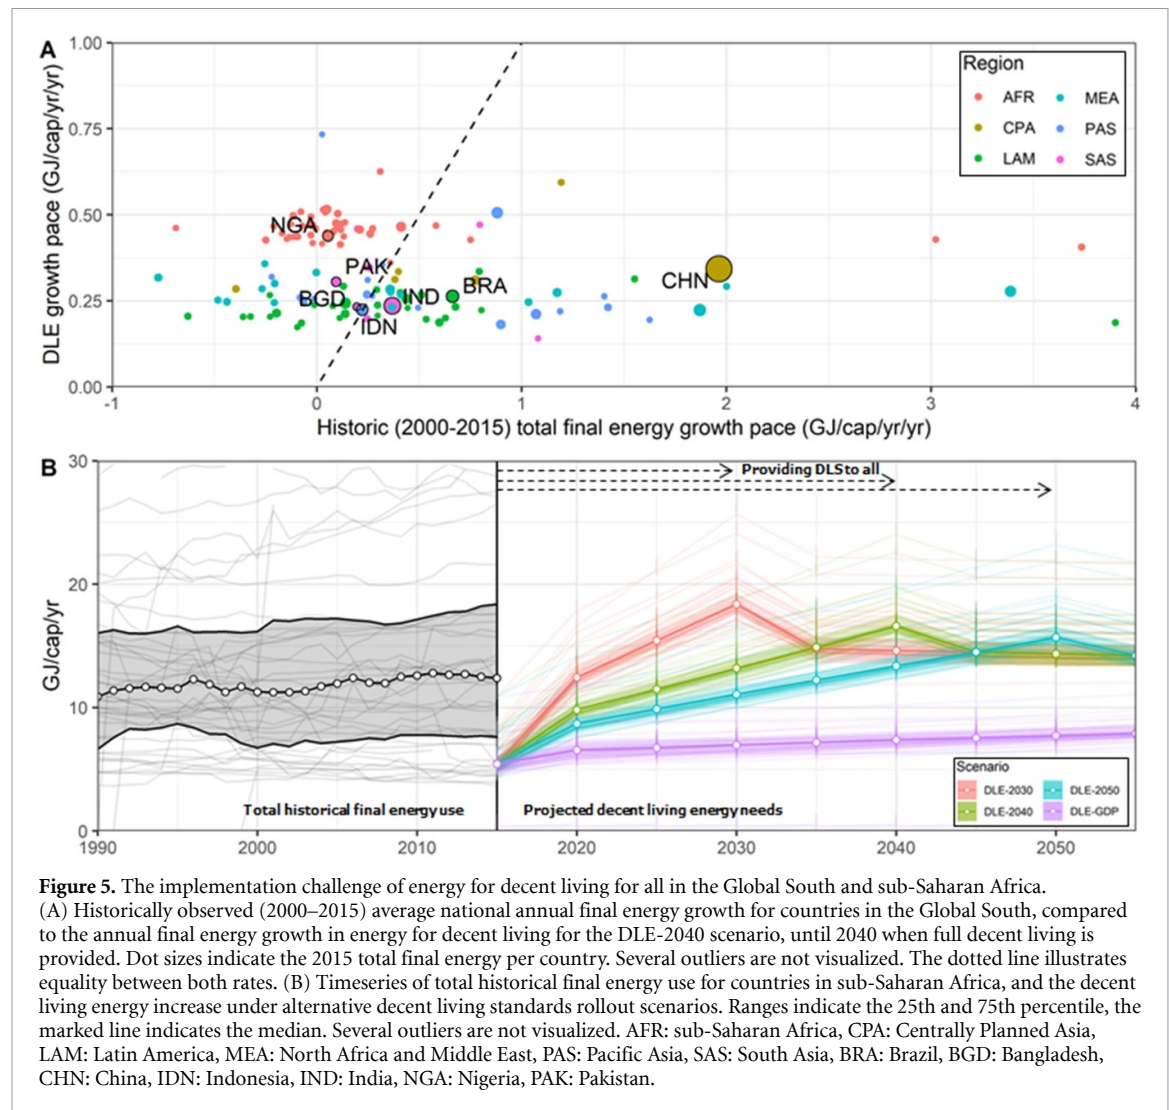 A
1.00
0.75
0.50
0.25
0.00
DLE growth pace (GJ/cap/yr/yr)
Region
AFR
MEA
CPA
PAS
LAM
SAS
NGA
PAK
BGD
IND
IDN
BRA
CHN
-1
0
1
2
3
4
Historic (2000-2015) total final energy growth pace (GJ/cap/yr/yr)
B
30
20
10
0
GJ/cap/yr
Providing DLS to all
Total historical final energy use
Projected decent living energy needs
Scenario
DLE-2030
DLE-2050
DLE-2040
DLE-GDP
1990
2000
2010
2020
2030
2040
2050
Figure 5. The implementation challenge of energy for decent living for all in the Global South and sub-Saharan Africa.
(A) Historically observed (2000–2015) average national annual final energy growth for countries in the Global South, compared
to the annual final energy growth in energy for decent living for the DLE-2040 scenario, until 2040 when full decent living is
provided. Dot sizes indicate the 2015 total final energy per country. Several outliers are not visualized. The dotted line illustrates
equality between both rates. (B) Timeseries of total historical final energy use for countries in sub-Saharan Africa, and the decent
living energy increase under alternative decent living standards rollout scenarios. Ranges indicate the 25th and 75th percentile, the
marked line indicates the median. Several outliers are not visualized. AFR: sub-Saharan Africa, CPA: Centrally Planned Asia,
LAM: Latin America, MEA: North Africa and Middle East, PAS: Pacific Asia, SAS: South Asia, BRA: Brazil, BGD: Bangladesh,
CHN: China, IDN: Indonesia, IND: India, NGA: Nigeria, PAK: Pakistan.